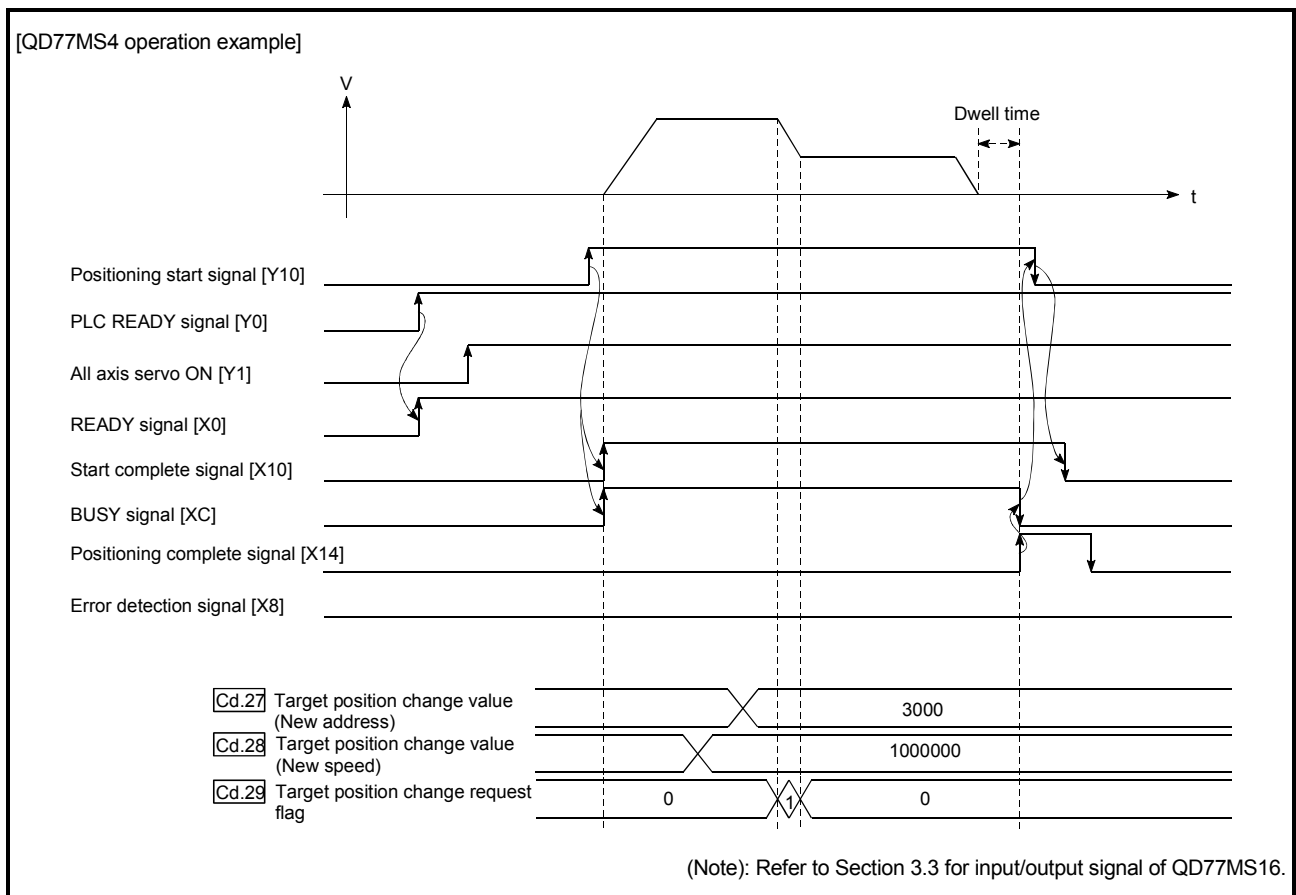 [QD77MS4 operation example]
V
Dwell time
t
Positioning start signal [Y10]
PLC READY signal [Y0]
All axis servo ON [Y1]
READY signal [X0]
Start complete signal [X10]
BUSY signal [XC]
Positioning complete signal [X14]
Error detection signal [X8]
Cd.27 Target position change value
(New address)
3000
Cd.28 Target position change value
(New speed)
1000000
Cd.29 Target position change request
flag
0 1 0
(Note): Refer to Section 3.3 for input/output signal of QD77MS16.